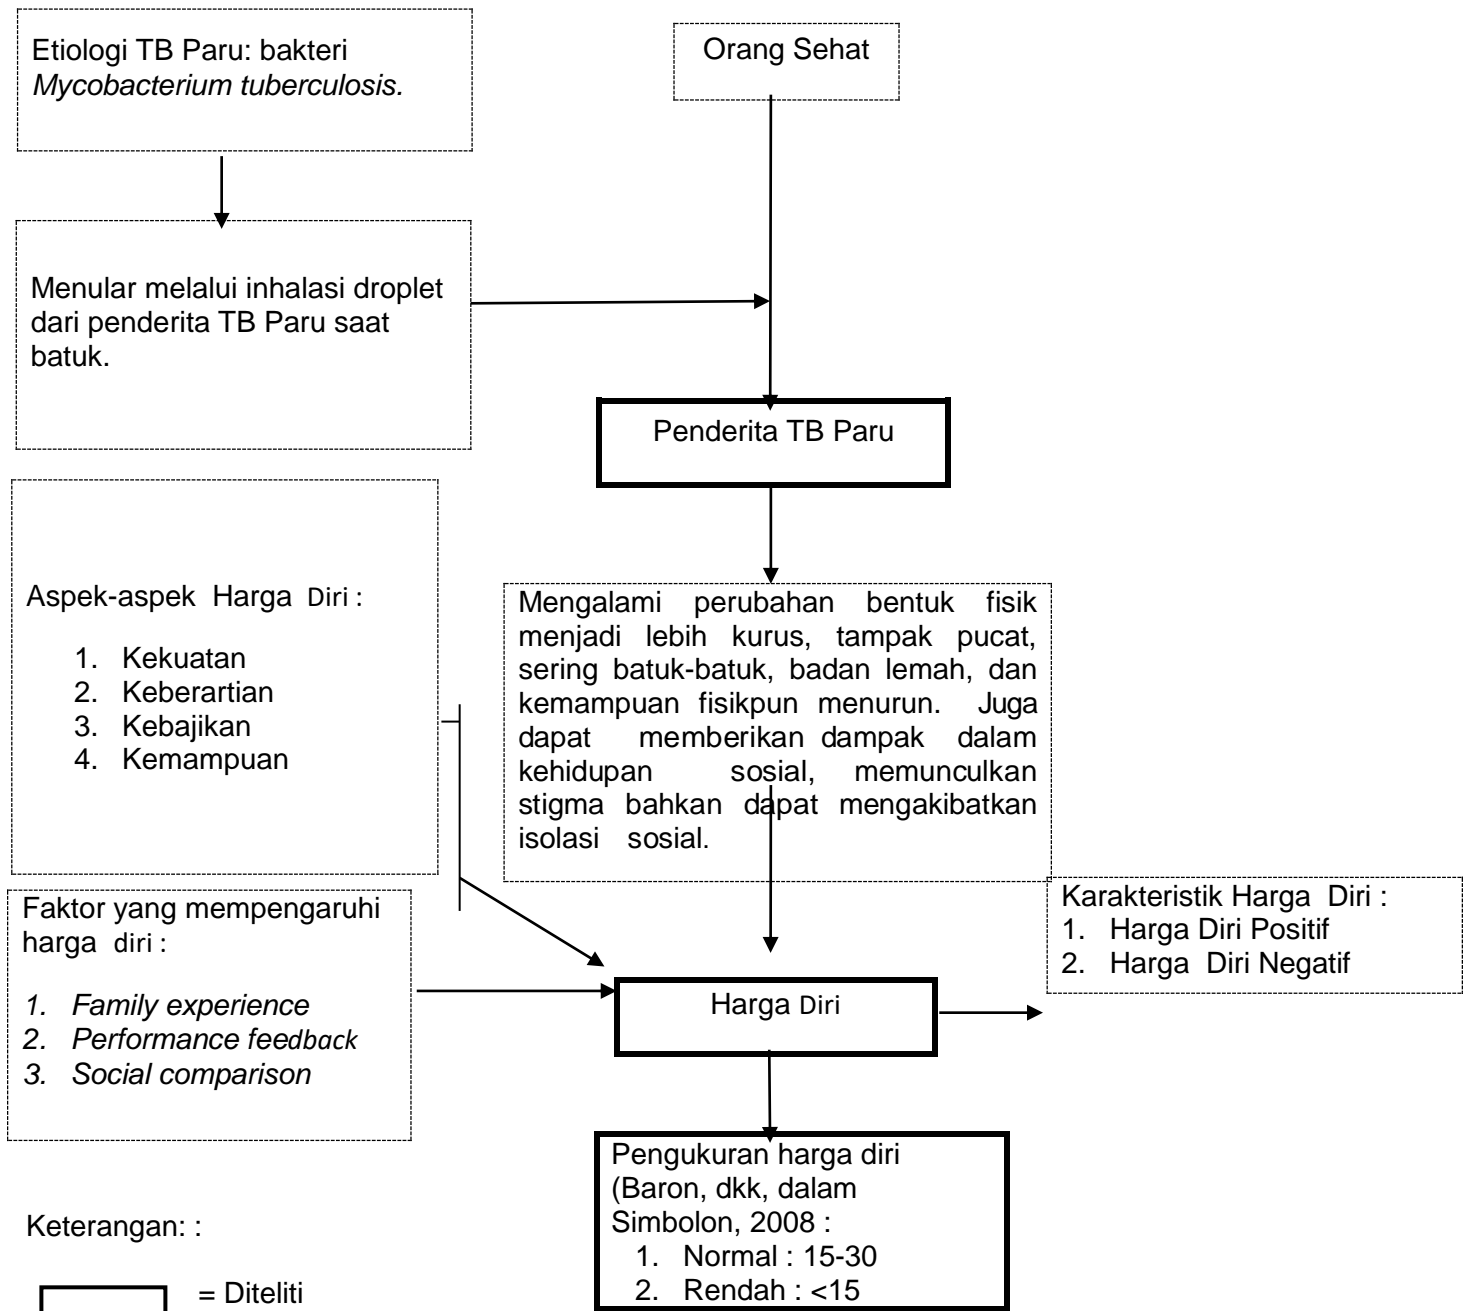 Etiologi TB Paru: bakteri
Mycobacterium tuberculosis.
Orang Sehat
Menular melalui inhalasi droplet
dari penderita TB Paru saat
batuk.
Penderita TB Paru
Aspek-aspek Harga Diri :
1. Kekuatan
2. Keberartian
3. Kebajikan
4. Kemampuan
Mengalami perubahan bentuk fisik
menjadi lebih kurus, tampak pucat,
sering batuk-batuk, badan lemah, dan
kemampuan fisikpun menurun. Juga
dapat memberikan dampak dalam
kehidupan sosial, memunculkan
stigma bahkan dapat mengakibatkan
isolasi sosial.
Faktor yang mempengaruhi
harga diri :
1. Family experience
2. Performance feedback
3. Social comparison
Karakteristik Harga Diri :
1. Harga Diri Positif
2. Harga Diri Negatif
Harga Diri
Pengukuran harga diri
(Baron, dkk, dalam
Simbolon, 2008 :
1. Normal : 15-30
2. Rendah : <15
Keterangan: :
= Diteliti